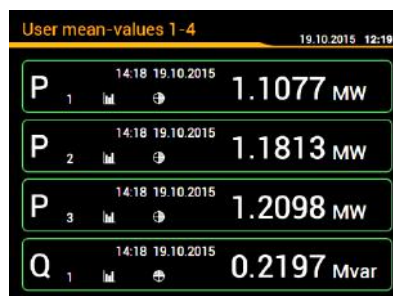 User mean-values 1-4
19.10.2015 12:19
14:18 19.10.2015
P 1 1.1077 MW
14:18 19.10.2015
P 2 1.1813 MW
14:18 19.10.2015
P 3 1.2098 MW
14:18 19.10.2015
Q 1 0.2197 Mvar